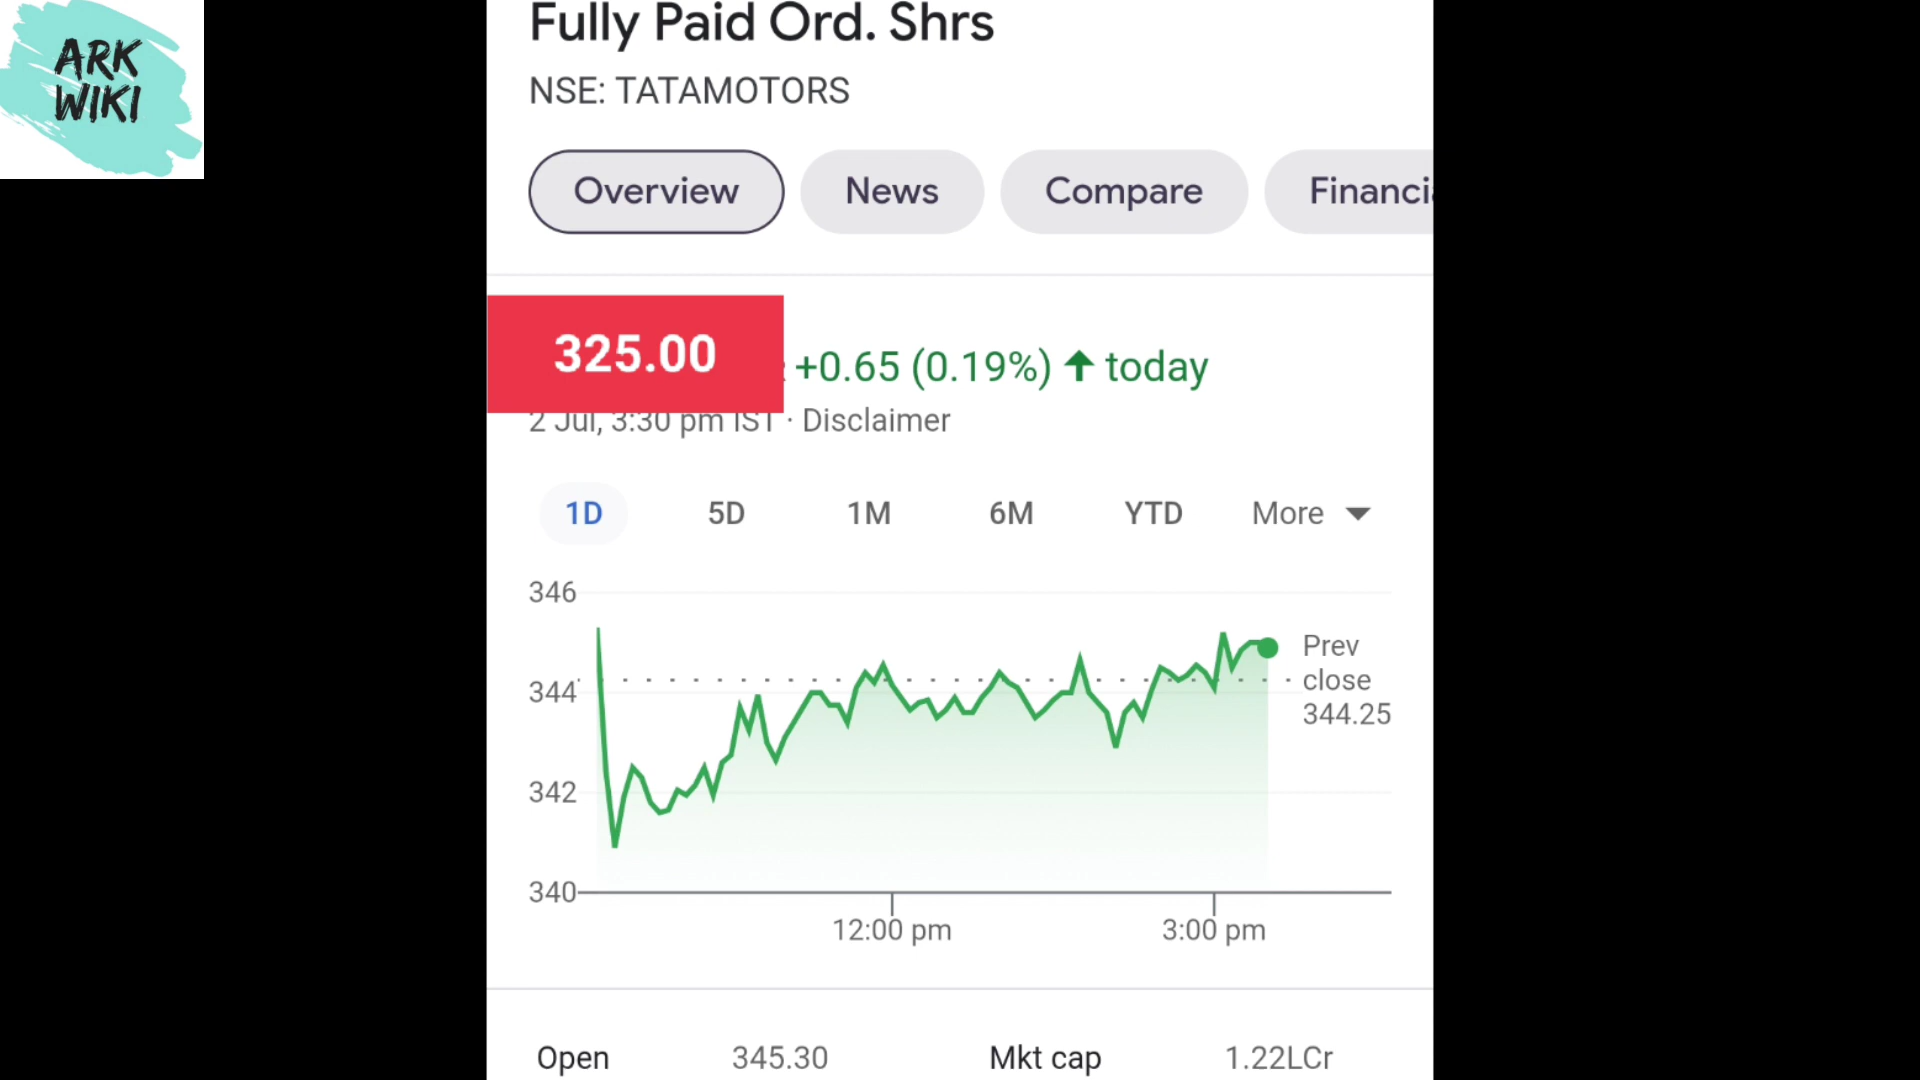 ARK
WIKI
Fully Paid Ord. Shrs
NSE: TATAMOTORS
Overview News Compare
325.00 +0.65 (0.19%) today
2 Jul, 3:30 pm IST · Disclaimer
1D 5D 1M 6M YTD More
346
344
342
340
Prev
close
344.25
12:00 pm 3:00 pm
Open 345.30 Mkt cap 1.22LCr